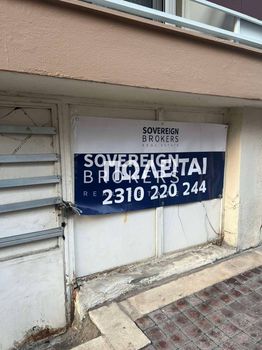 SOVEREIGN
BROKERS
REAL ESTATE
SOVEREIGN
ΠΩΛΕΙΤΑΙ
BROKERS
2310 220 244